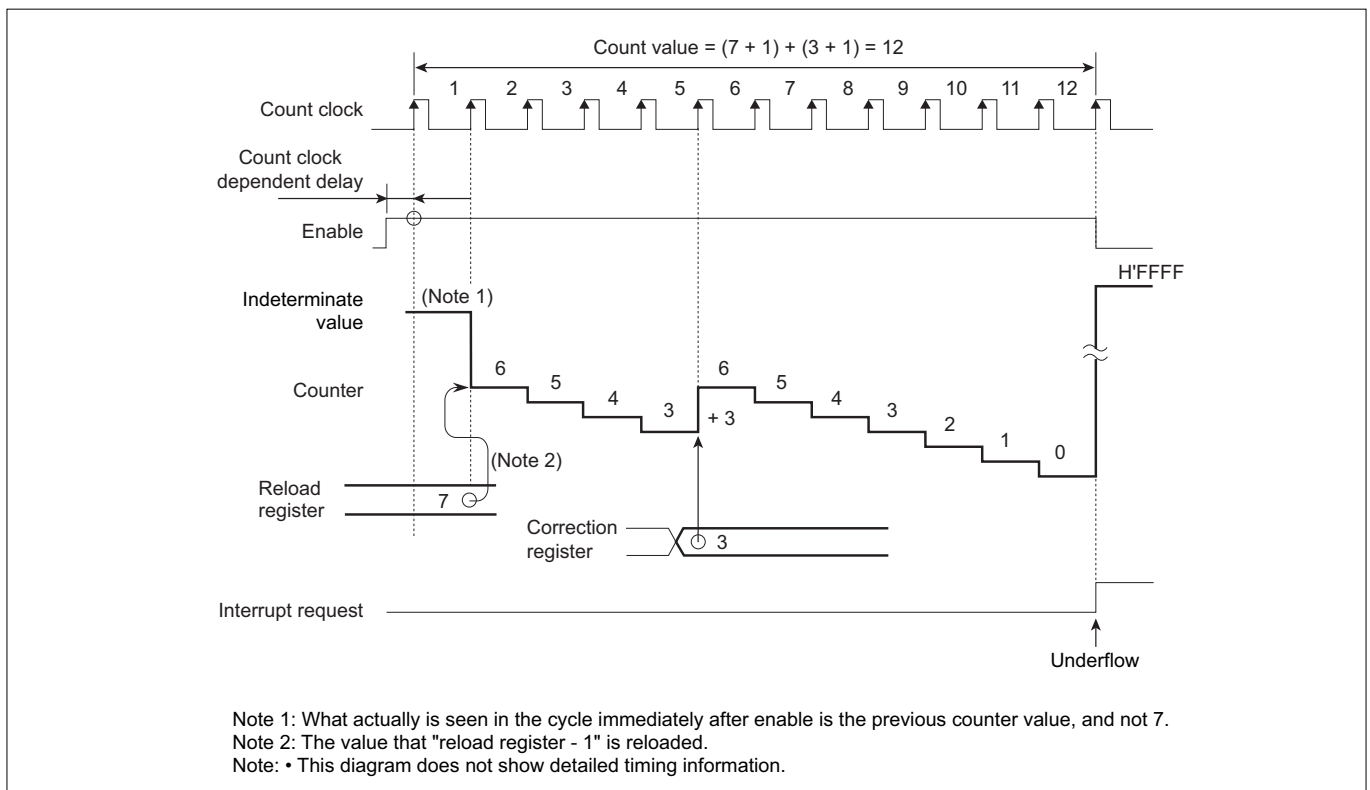 Count value = (7 + 1) + (3 + 1) = 12
1 2 3 4 5 6 7 8 9 10 11 12
Count clock
Count clock
dependent delay
Enable
H'FFFF
Indeterminate
value
(Note 1)
Counter
6 5 4 3 + 3 6 5 4 3 2 1 0
(Note 2)
Reload
register
7
Correction
register
3
Interrupt request
Underflow
Note 1: What actually is seen in the cycle immediately after enable is the previous counter value, and not 7.
Note 2: The value that "reload register - 1" is reloaded.
Note: • This diagram does not show detailed timing information.